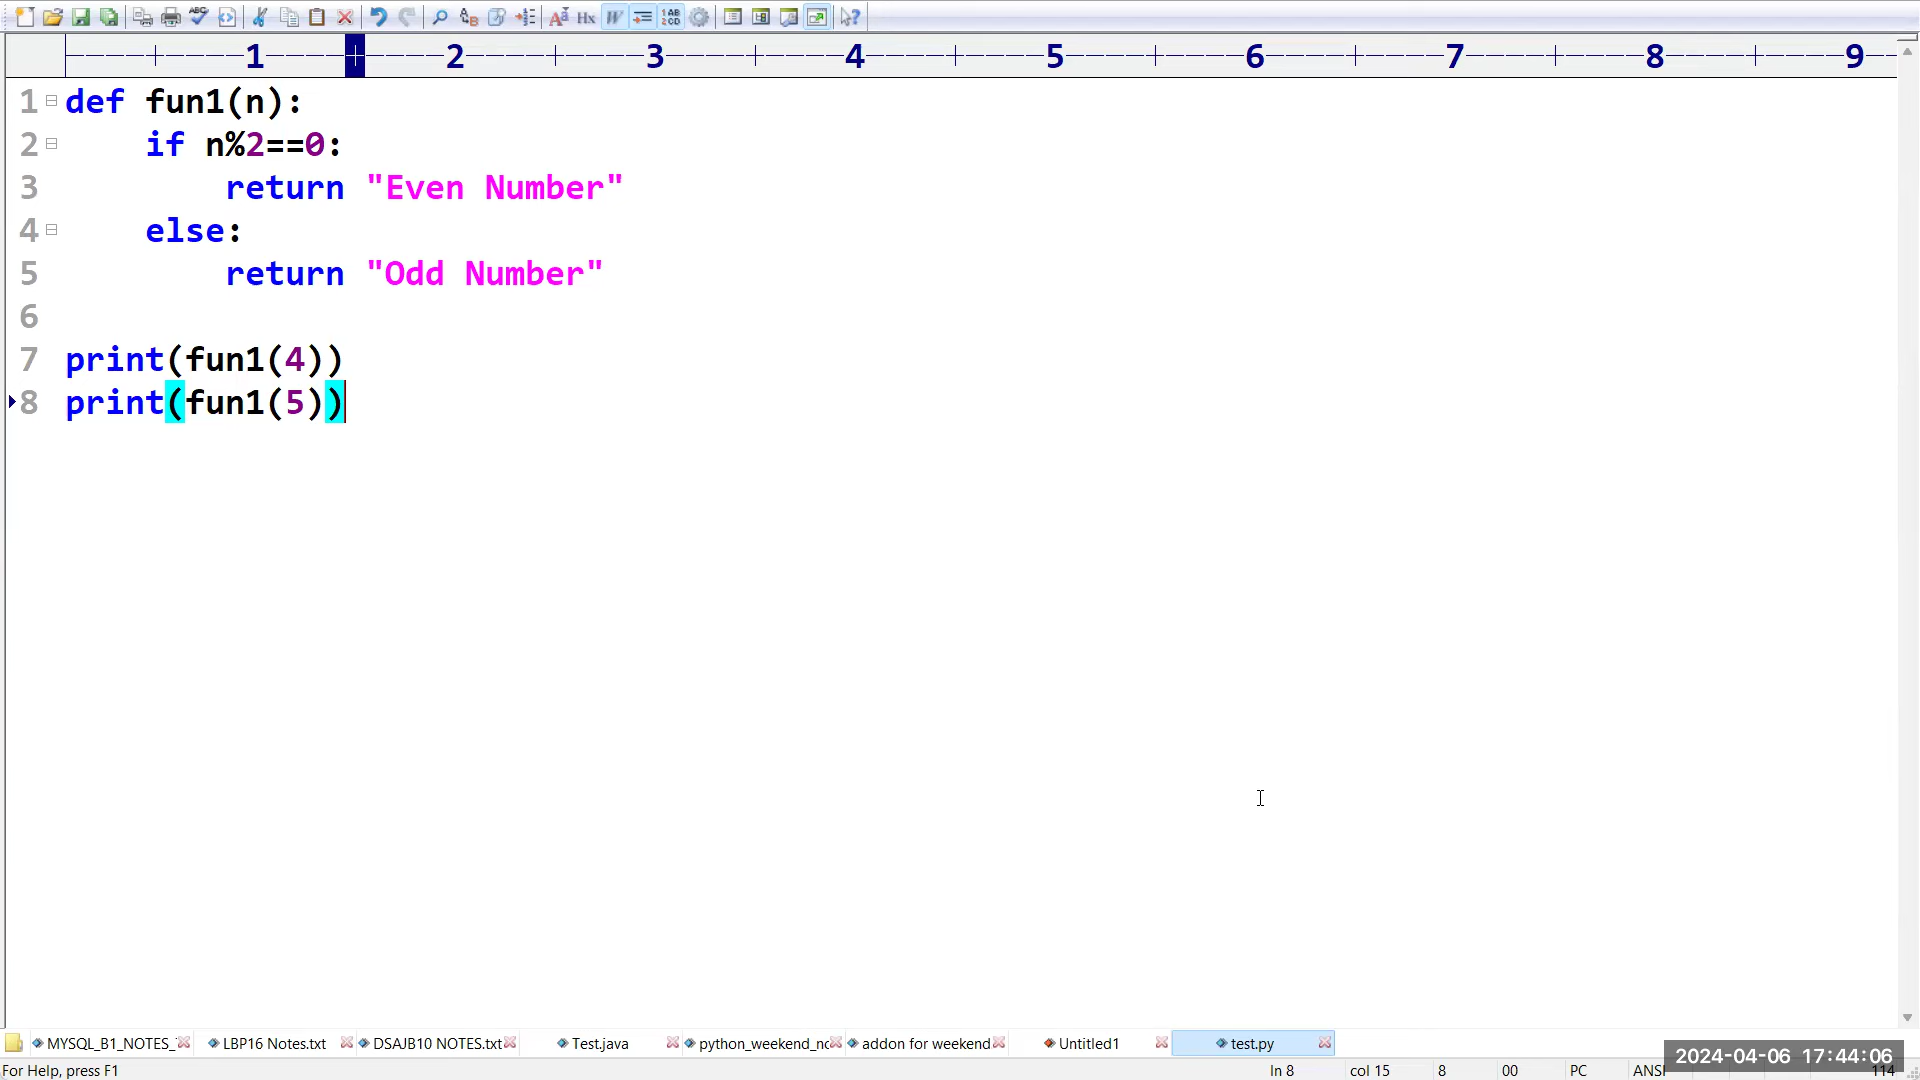 1 2 3 4 5 6 7 8 9
1 def fun1(n):
2 if n%2==0:
3 return "Even Number"
4 else:
5 return "Odd Number"
6
7 print(fun1(4))
8 print(fun1(5))
MYSQL_B1_NOTES_ LBP16 Notes.txt DSAJB10 NOTES.txt Test.java python_weekend_no addon for weekend Untitled1 test.py
2024-04-06 17:44:06
For Help, press F1 ln 8 col 15 8 00 PC ANSI 114